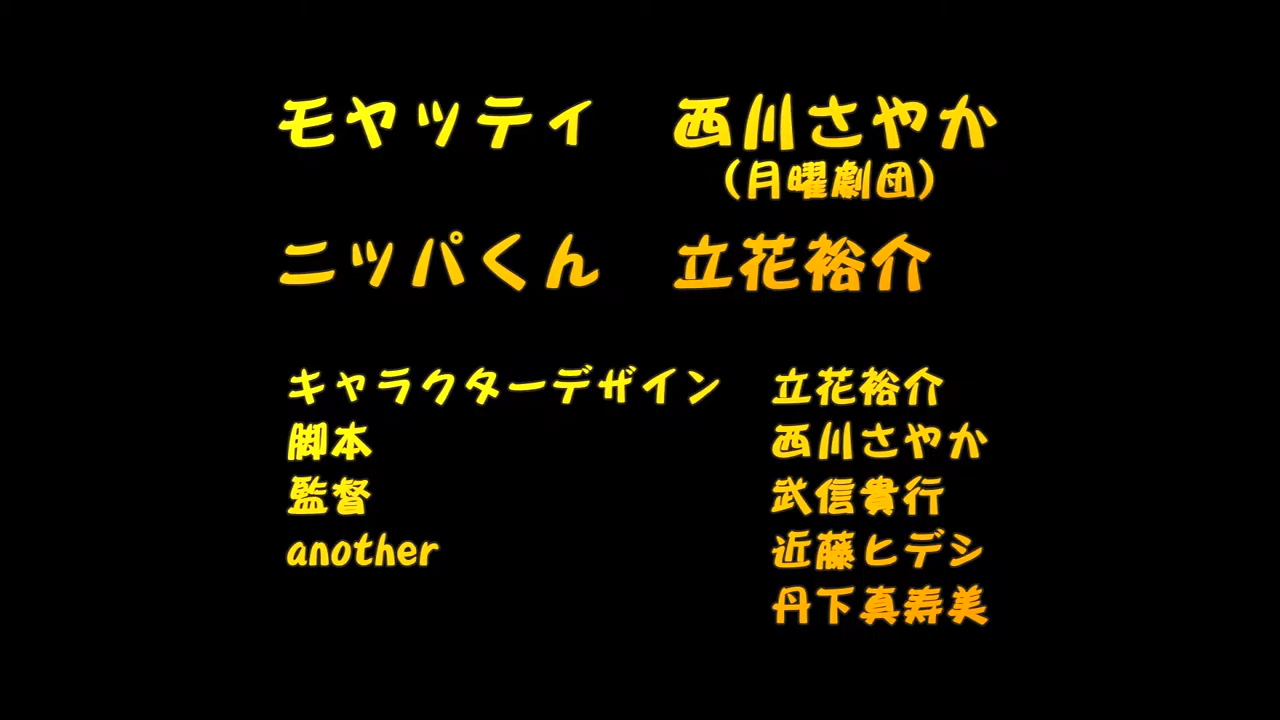 モヤッティ　西川さやか
（月曜劇団）
ニッパくん　立花裕介
キャラクターデザイン　立花裕介
脚本　西川さやか
監督　武信貴行
another　近藤ヒデシ
丹下真寿美